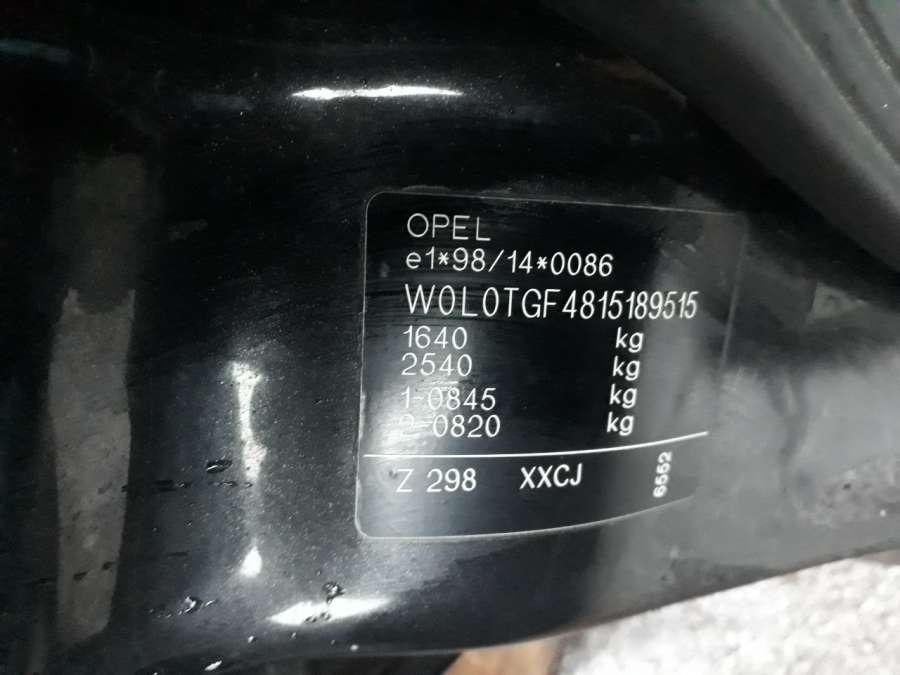 OPEL
e1*98/14*0086
W0L0TGF4815189515
1640 kg
2540 kg
1-0845 kg
2-0820 kg
Z 298 XXCJ 6552